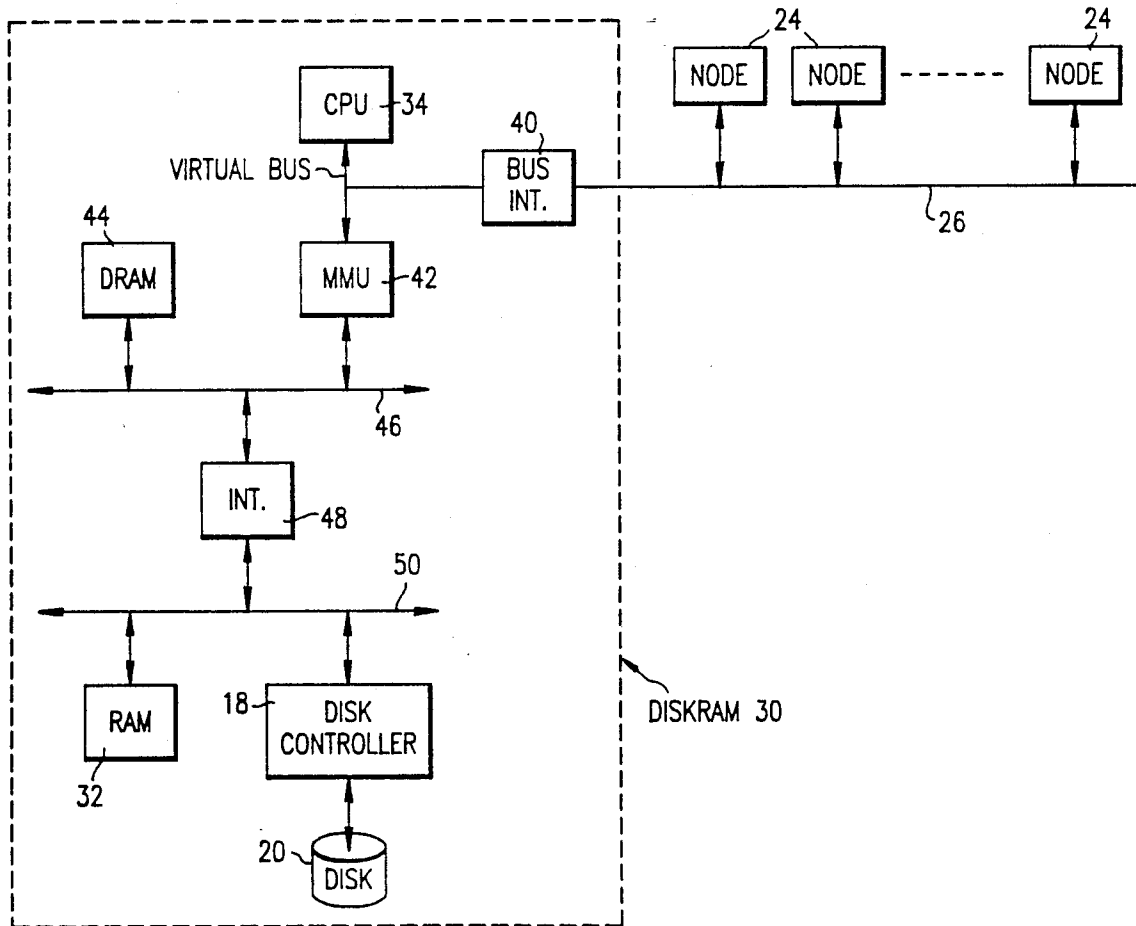 24
24
NODE
NODE
NODE
CPU
34
40
BUS
INT.
VIRTUAL BUS
26
44
DRAM
MMU
42
46
INT.
48
50
RAM
32
18
DISK
CONTROLLER
DISKRAM 30
20
DISK